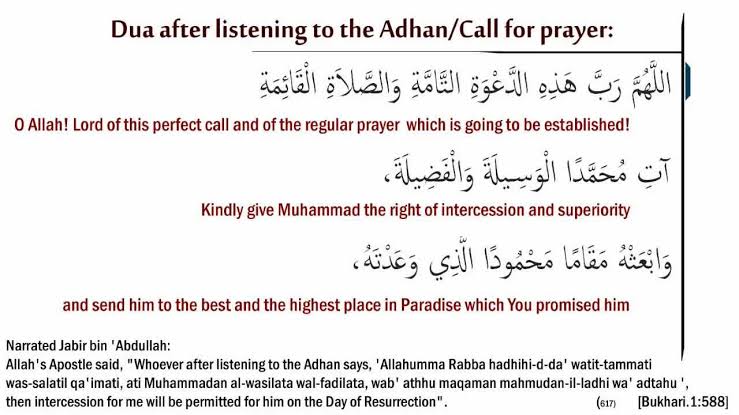 Dua after listening to the Adhan/Call for prayer:
اللَّهُمَّ رَبَّ هَذِهِ الدَّعْوَةِ التَّامَّةِ وَالصَّلاَةِ الْقَائِمَةِ
O Allah! Lord of this perfect call and of the regular prayer which is going to be established!
آتِ مُحَمَّدًا الْوَسِيلَةَ وَالْفَضِيلَةَ،
Kindly give Muhammad the right of intercession and superiority
وَابْعَثْهُ مَقَامًا مَحْمُودًا الَّذِي وَعَدْتَهُ،
and send him to the best and the highest place in Paradise which You promised him
Narrated Jabir bin 'Abdullah:
Allah's Apostle said, "Whoever after listening to the Adhan says, 'Allahumma Rabba hadhihi-d-da' watit-tammati
was-salatil qa'imati, ati Muhammadan al-wasilata wal-fadilata, wab' athhu maqaman mahmudan-il-ladhi wa' adtahu ',
then intercession for me will be permitted for him on the Day of Resurrection". (617) [Bukhari.1:588]